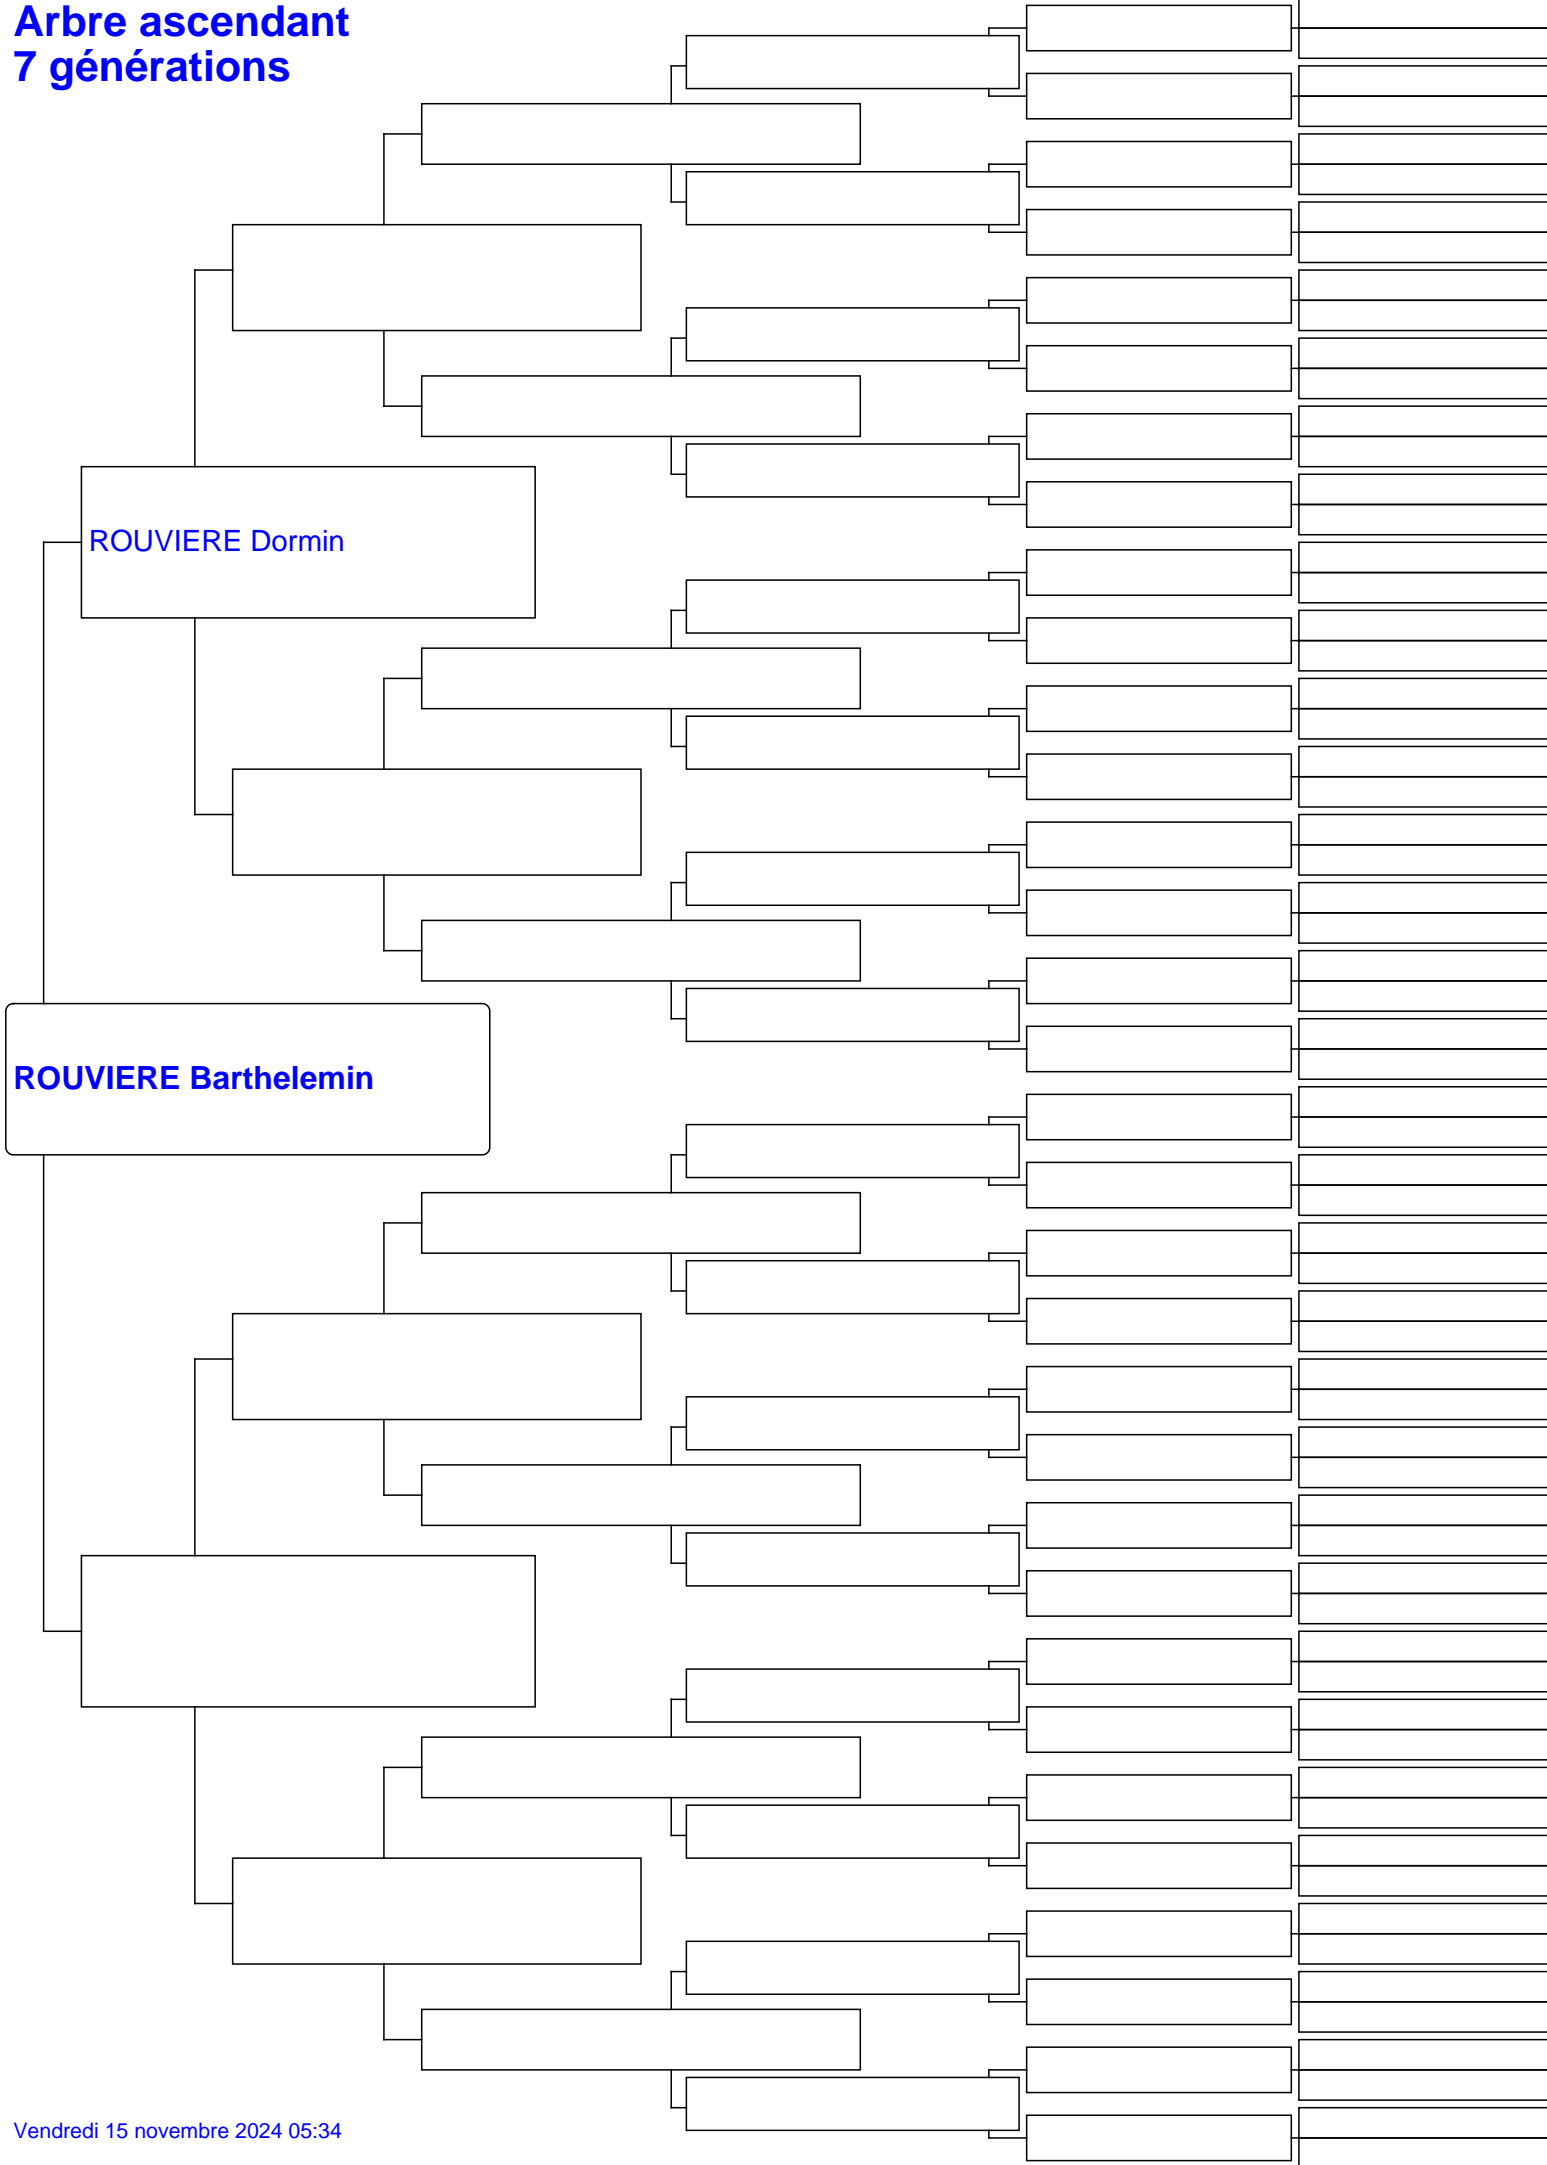 Arbre ascendant
7 générations
ROUVIERE Dormin
ROUVIERE Barthelemin
Vendredi 15 novembre 2024 05:34